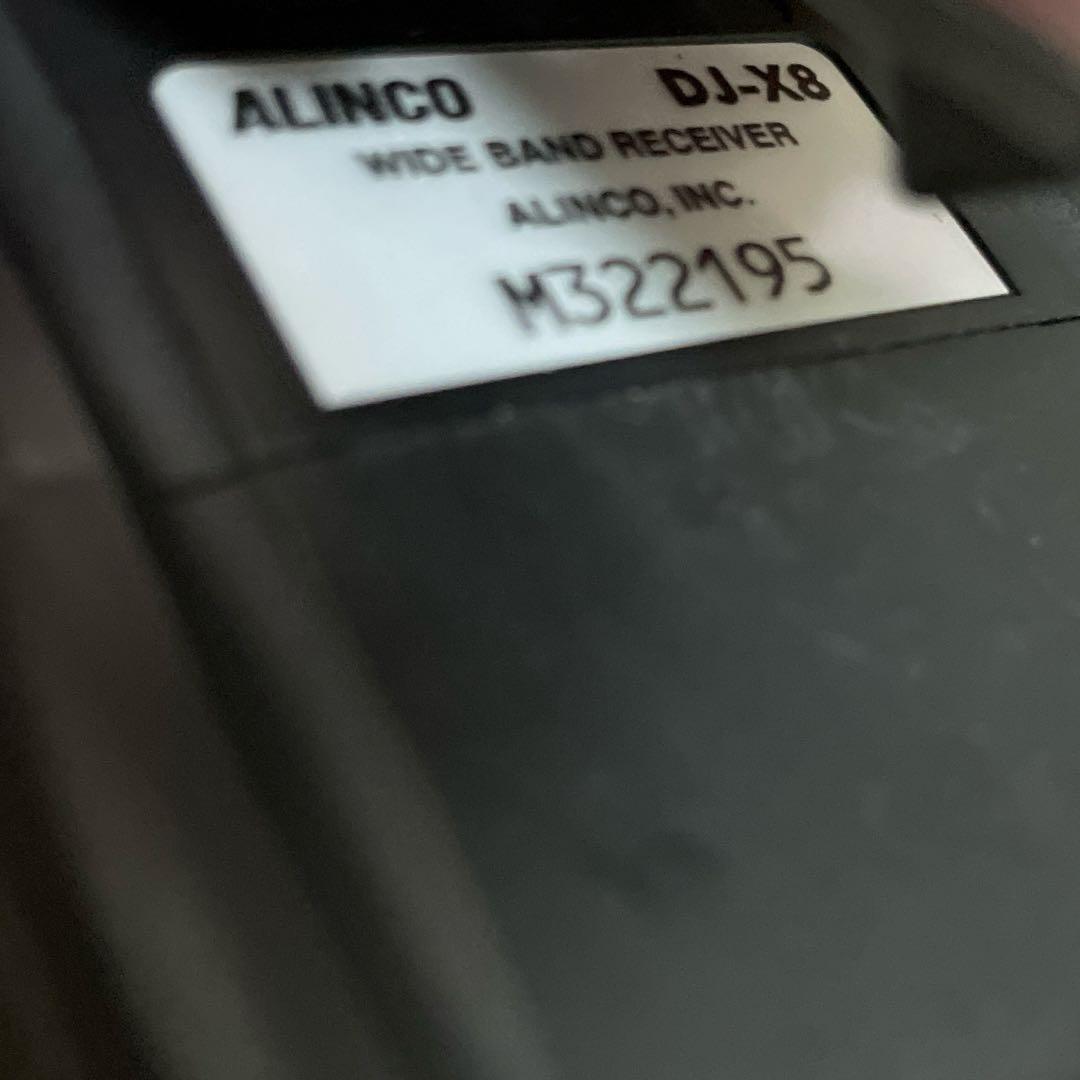 ALINCO DJ-X8
WIDE BAND RECEIVER
ALINCO, INC.
M322195